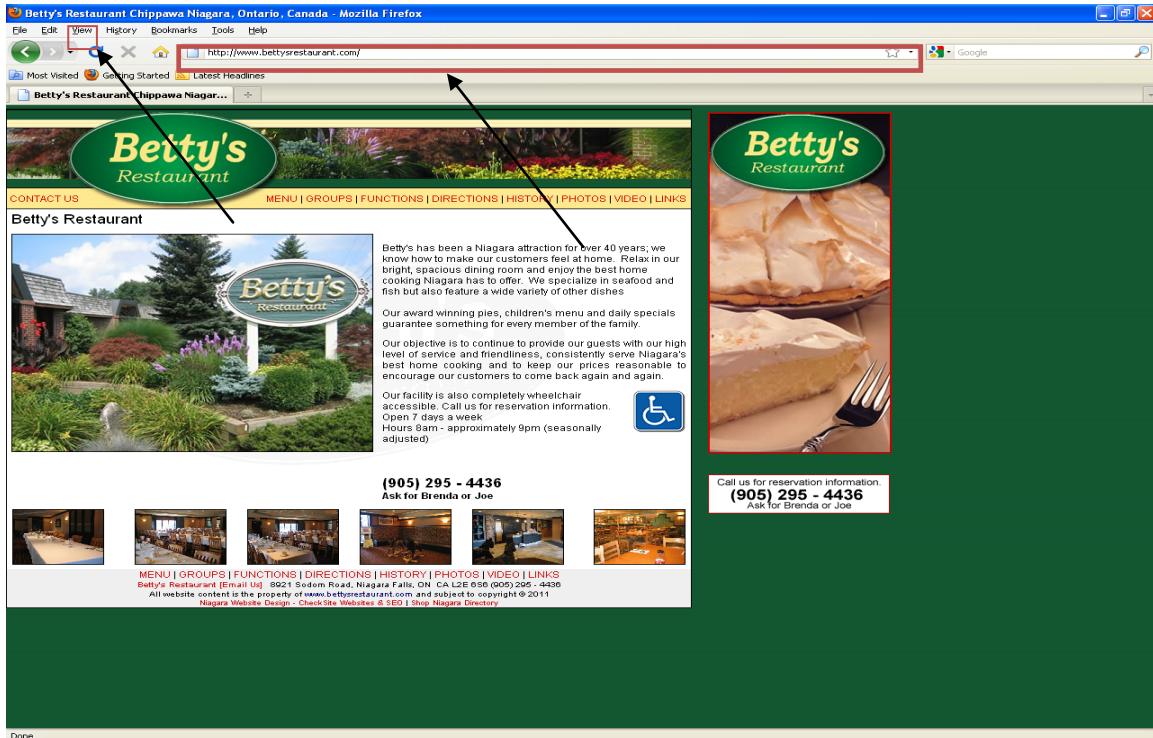 Betty's Restaurant Chippawa Niagara, Ontario, Canada - Mozilla Firefox
File Edit View History Bookmarks Tools Help
http://www.bettysrestaurant.com/
Google
Most Visited Getting Started Latest Headlines
Betty's Restaurant Chippawa Niagar...
Betty's
Restaurant
Betty's
Restaurant
CONTACT US MENU | GROUPS | FUNCTIONS | DIRECTIONS | HISTORY | PHOTOS | VIDEO | LINKS
Betty's Restaurant
Betty's
Restaurant
Betty's has been a Niagara attraction for over 40 years; we
know how to make our customers feel at home. Relax in our
bright, spacious dining room and enjoy the best home
cooking Niagara has to offer. We specialize in seafood and
fish but also feature a wide variety of other dishes
Our award winning pies, children's menu and daily specials
guarantee something for every member of the family.
Our objective is to continue to provide our guests with our high
level of service and friendliness, consistently serve Niagara's
best home cooking and to keep our prices reasonable to
encourage our customers to come back again and again.
Our facility is also completely wheelchair
accessible. Call us for reservation information.
Open 7 days a week
Hours 8am - approximately 9pm (seasonally
adjusted)
(905) 295 - 4436
Ask for Brenda or Joe
Call us for reservation information.
(905) 295 - 4436
Ask for Brenda or Joe
MENU | GROUPS | FUNCTIONS | DIRECTIONS | HISTORY | PHOTOS | VIDEO | LINKS
Betty's Restaurant [Email Us] 8921 Sodom Road, Niagara Falls, ON CA L2E 6S6 (905) 295 - 4436
All website content is the property of www.bettysrestaurant.com and subject to copyright © 2011
Niagara Website Design - CheckSite Websites & SEO | Shop Niagara Directory
Done